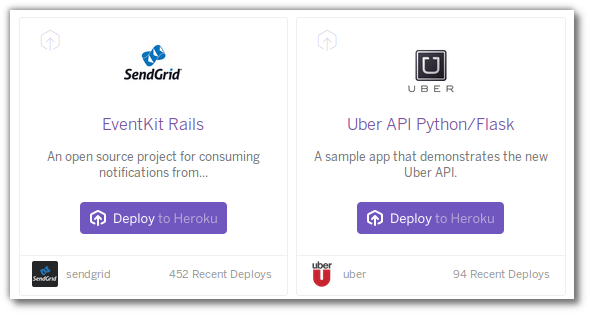 SendGrid
EventKit Rails
An open source project for consuming
notifications from...
Deploy to Heroku
SendGrid
sendgrid
452 Recent Deploys
UBER
Uber API Python/Flask
A sample app that demonstrates the new
Uber API.
Deploy to Heroku
uber
uber
94 Recent Deploys